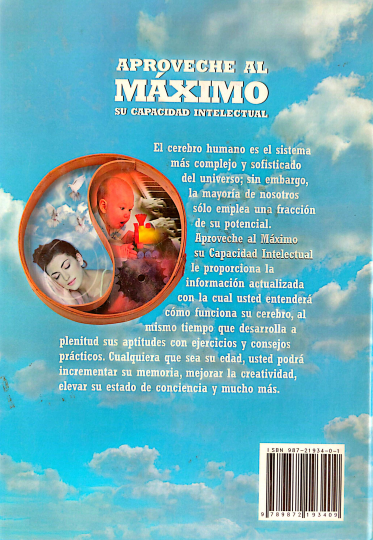 APROVECHE AL
MÁXIMO
SU CAPACIDAD INTELECTUAL
El cerebro humano es el sistema
más complejo y sofisticado
del universo; sin embargo,
la mayoría de nosotros
sólo emplea una fracción
de su potencial.
Aproveche al Máximo
su Capacidad Intelectual
le proporciona la
información actualizada
con la cual usted entenderá
cómo funciona su cerebro, al
mismo tiempo que desarrolla a
plenitud sus aptitudes con ejercicios y consejos
prácticos. Cualquiera que sea su edad, usted podrá
incrementar su memoria, mejorar la creatividad,
elevar su estado de conciencia y mucho más.
ISBN 987-21934-0-1
9 789872 193409